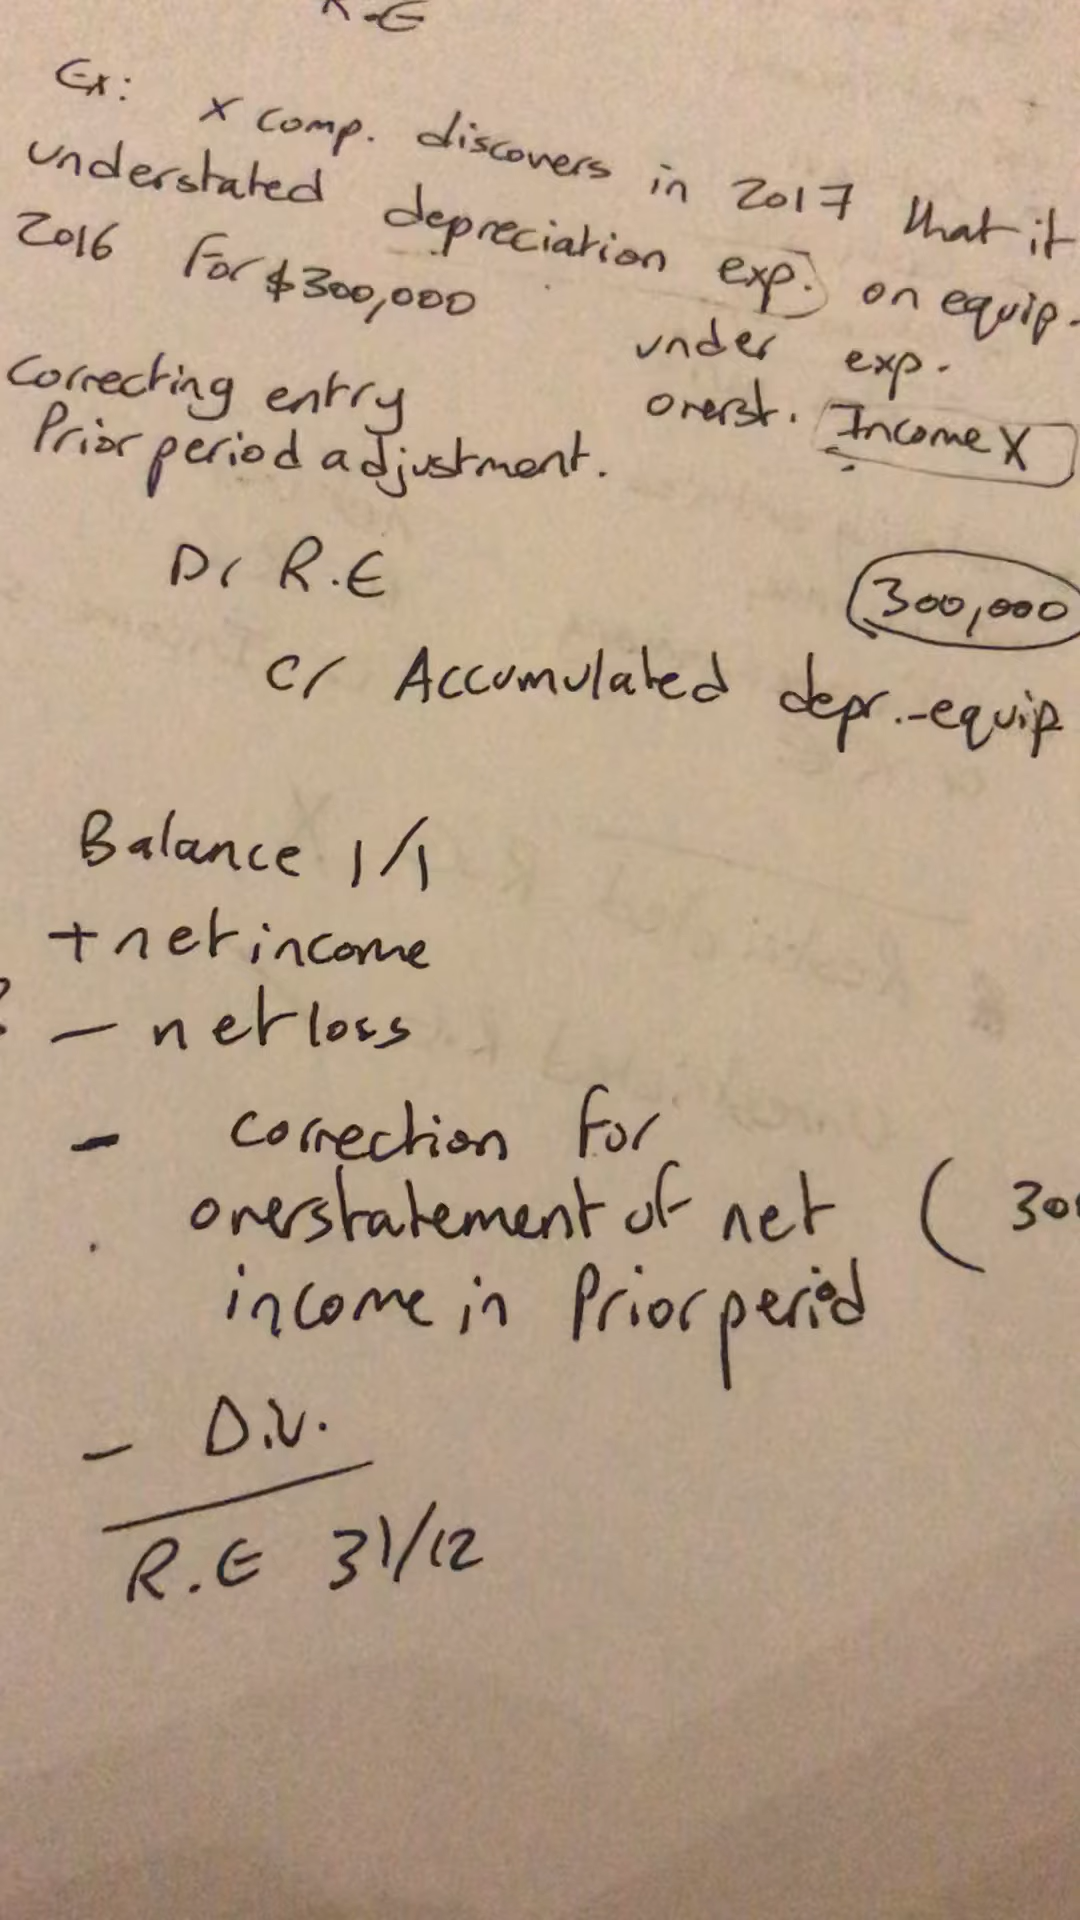 R.E
Ex: X comp. discovers in 2017 that it
understated depreciation exp. on equip.
2016 For $300,000
under exp.
overst. Income X
Correcting entry
Prior period adjustment.
Dr R.E 300,000
Cr Accumulated depr.-equip
Balance 1/1
+ net income
- net loss
- correction for
overstatement of net (30
income in Prior period
- Div.
R.E 31/12